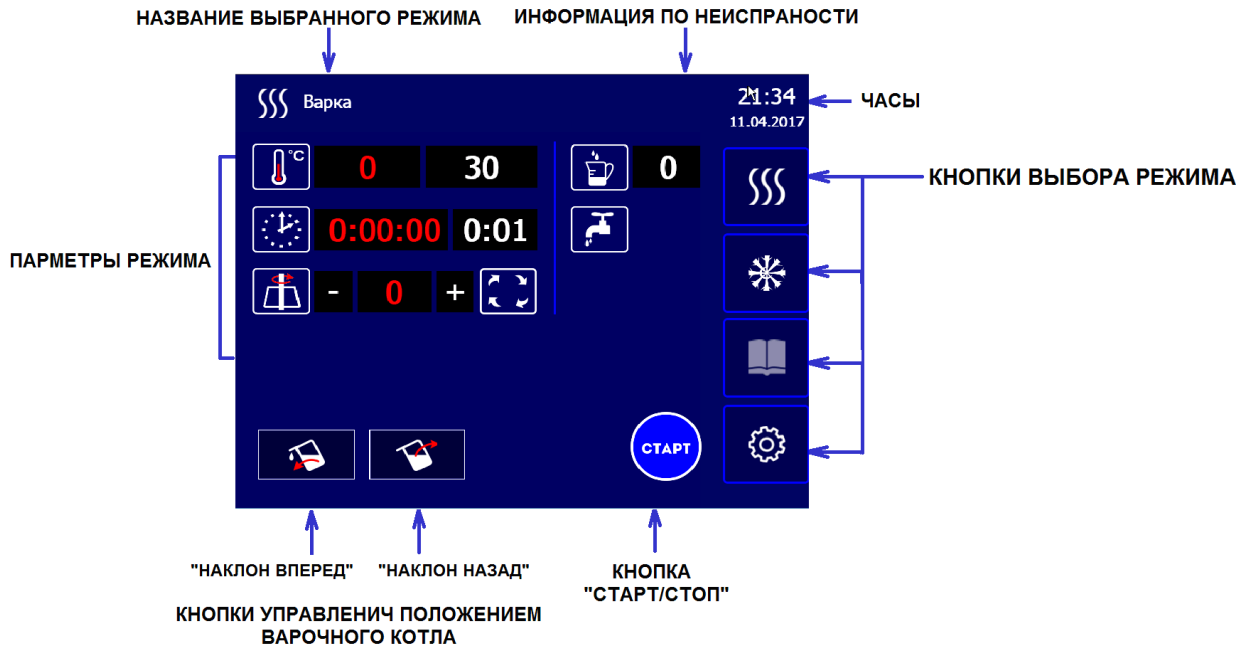 НАЗВАНИЕ ВЫБРАННОГО РЕЖИМА
ИНФОРМАЦИЯ ПО НЕИСПРАНОСТИ
Варка
21:34
11.04.2017
ЧАСЫ
°C
0
30
0
КНОПКИ ВЫБОРА РЕЖИМА
0:00:00
0:01
ПАРМЕТРЫ РЕЖИМА
-
0
+
СТАРТ
"НАКЛОН ВПЕРЕД"
"НАКЛОН НАЗАД"
КНОПКИ УПРАВЛЕНИЧ ПОЛОЖЕНИЕМ
ВАРОЧНОГО КОТЛА
КНОПКА
"СТАРТ/СТОП"